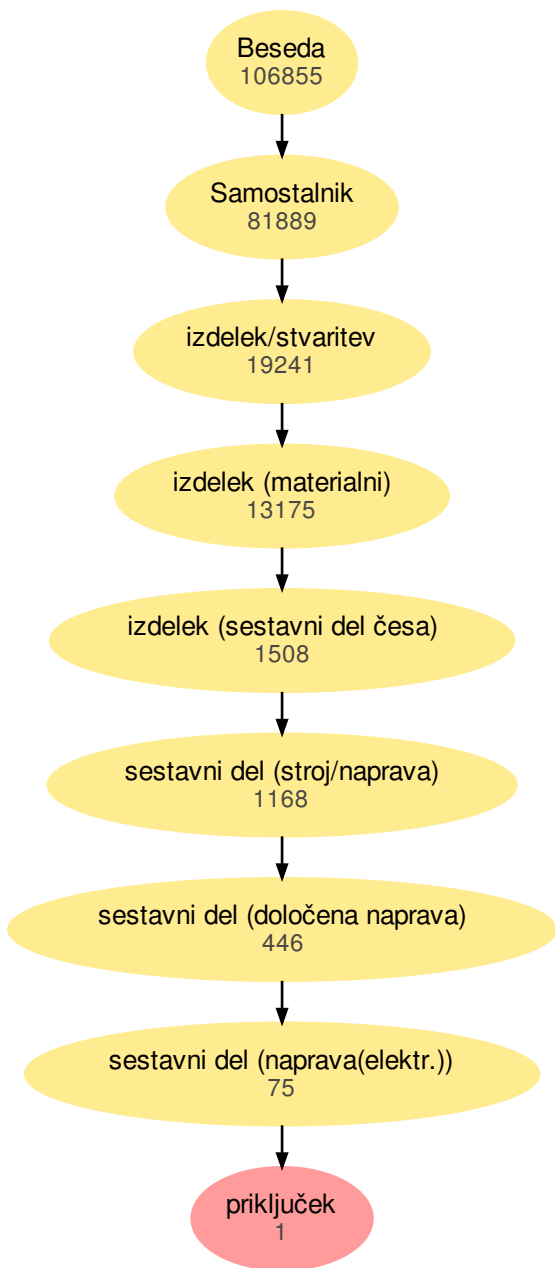 Beseda
106855
Samostalnik
81889
izdelek/stvaritev
19241
izdelek (materialni)
13175
izdelek (sestavni del česa)
1508
sestavni del (stroj/naprava)
1168
sestavni del (določena naprava)
446
sestavni del (naprava(elektr.))
75
priključek
1